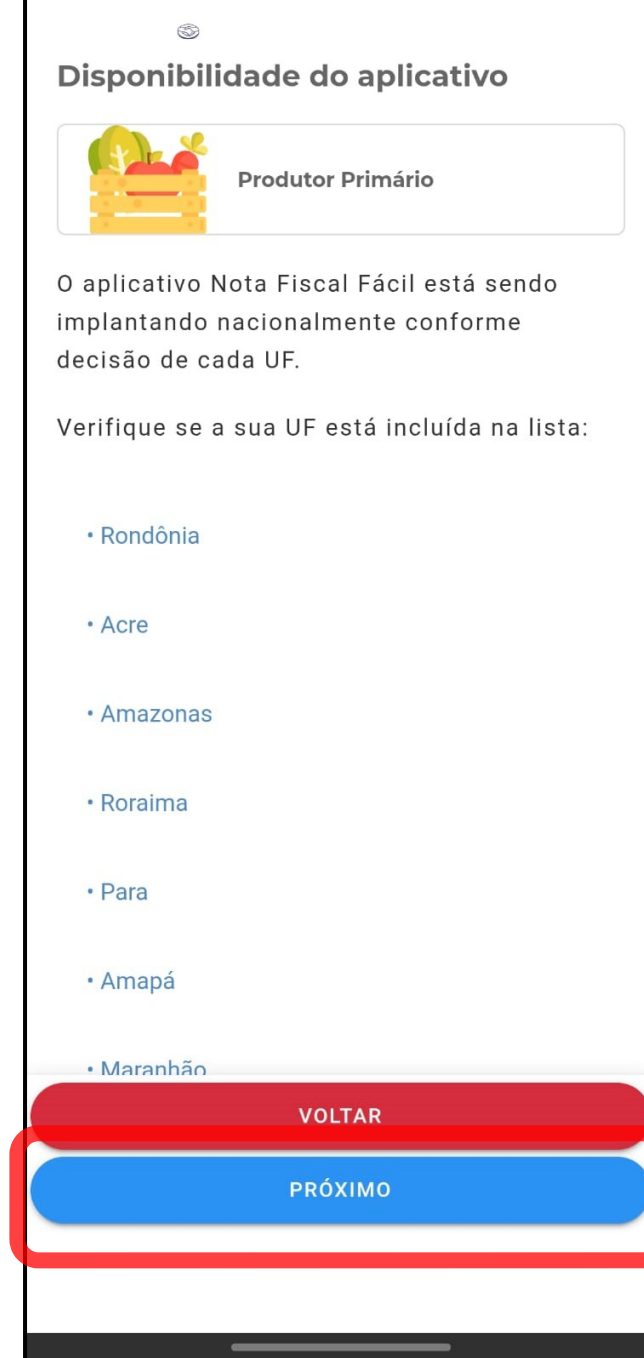 Disponibilidade do aplicativo
Produtor Primário
O aplicativo Nota Fiscal Fácil está sendo
implantando nacionalmente conforme
decisão de cada UF.
Verifique se a sua UF está incluída na lista:
• Rondônia
• Acre
• Amazonas
• Roraima
• Para
• Amapá
• Maranhão
VOLTAR
PRÓXIMO